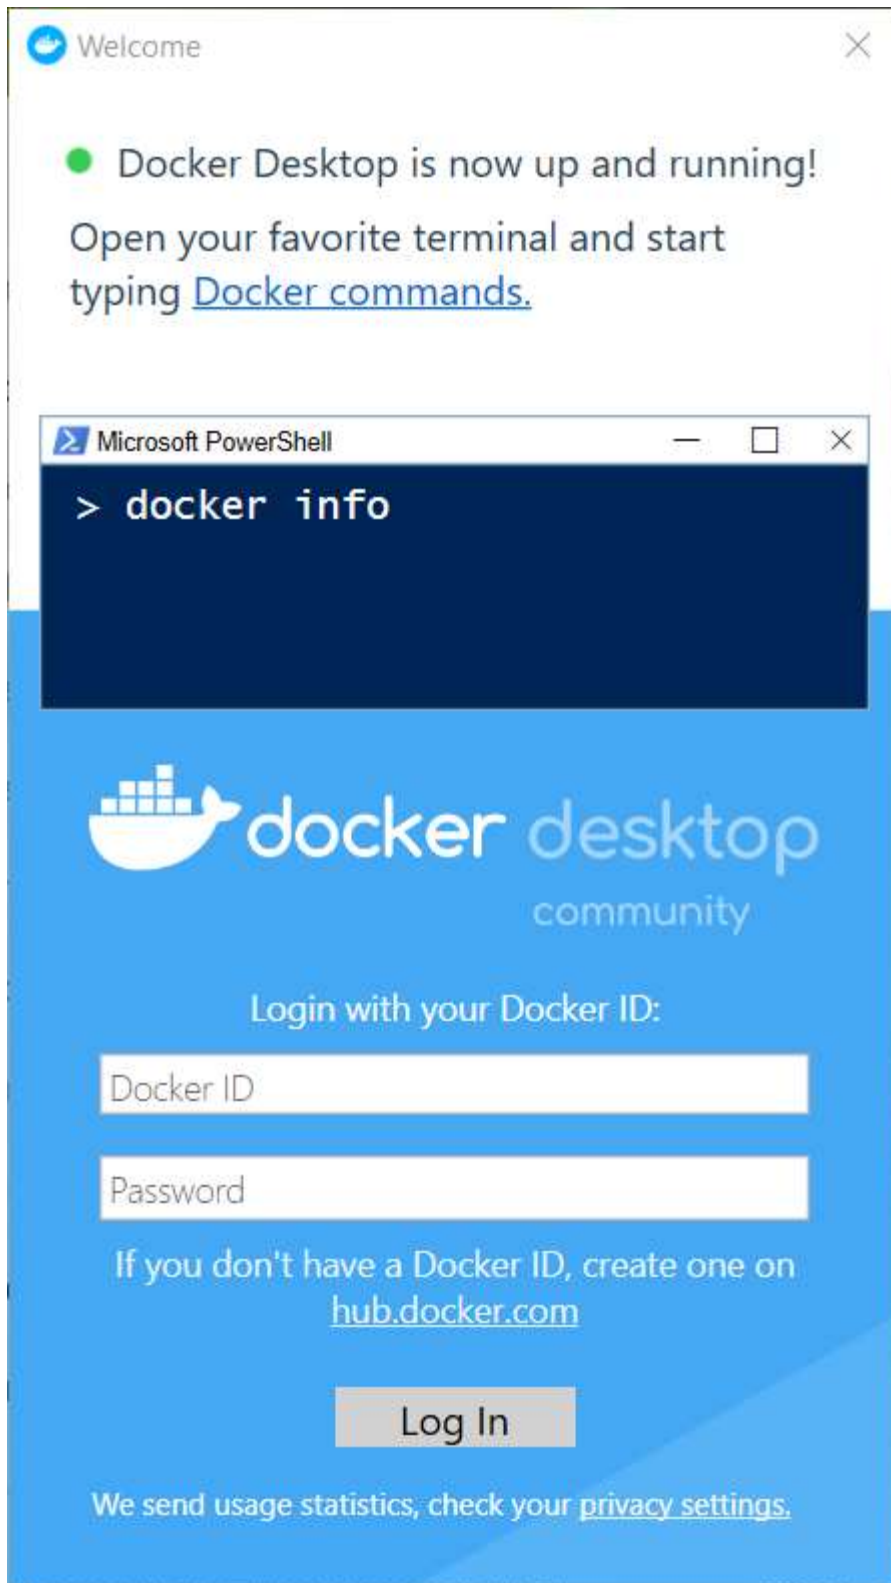 Welcome
Docker Desktop is now up and running!
Open your favorite terminal and start
typing Docker commands.
Microsoft PowerShell
> docker info
docker desktop
community
Login with your Docker ID:
Docker ID
Password
If you don't have a Docker ID, create one on
hub.docker.com
Log In
We send usage statistics, check your privacy settings.